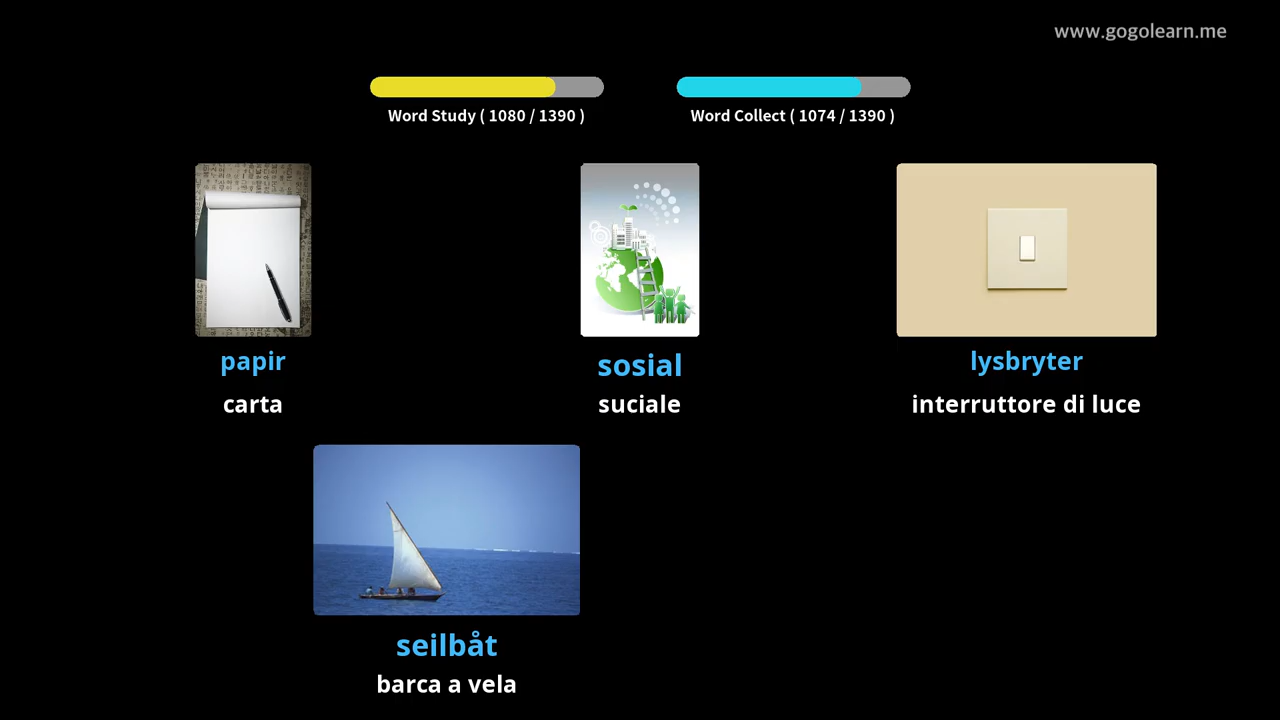 www.gogolearn.me
Word Study ( 1080 / 1390 )
Word Collect ( 1074 / 1390 )
papir
sosial
lysbryter
carta
suciale
interruttore di luce
seilbåt
barca a vela